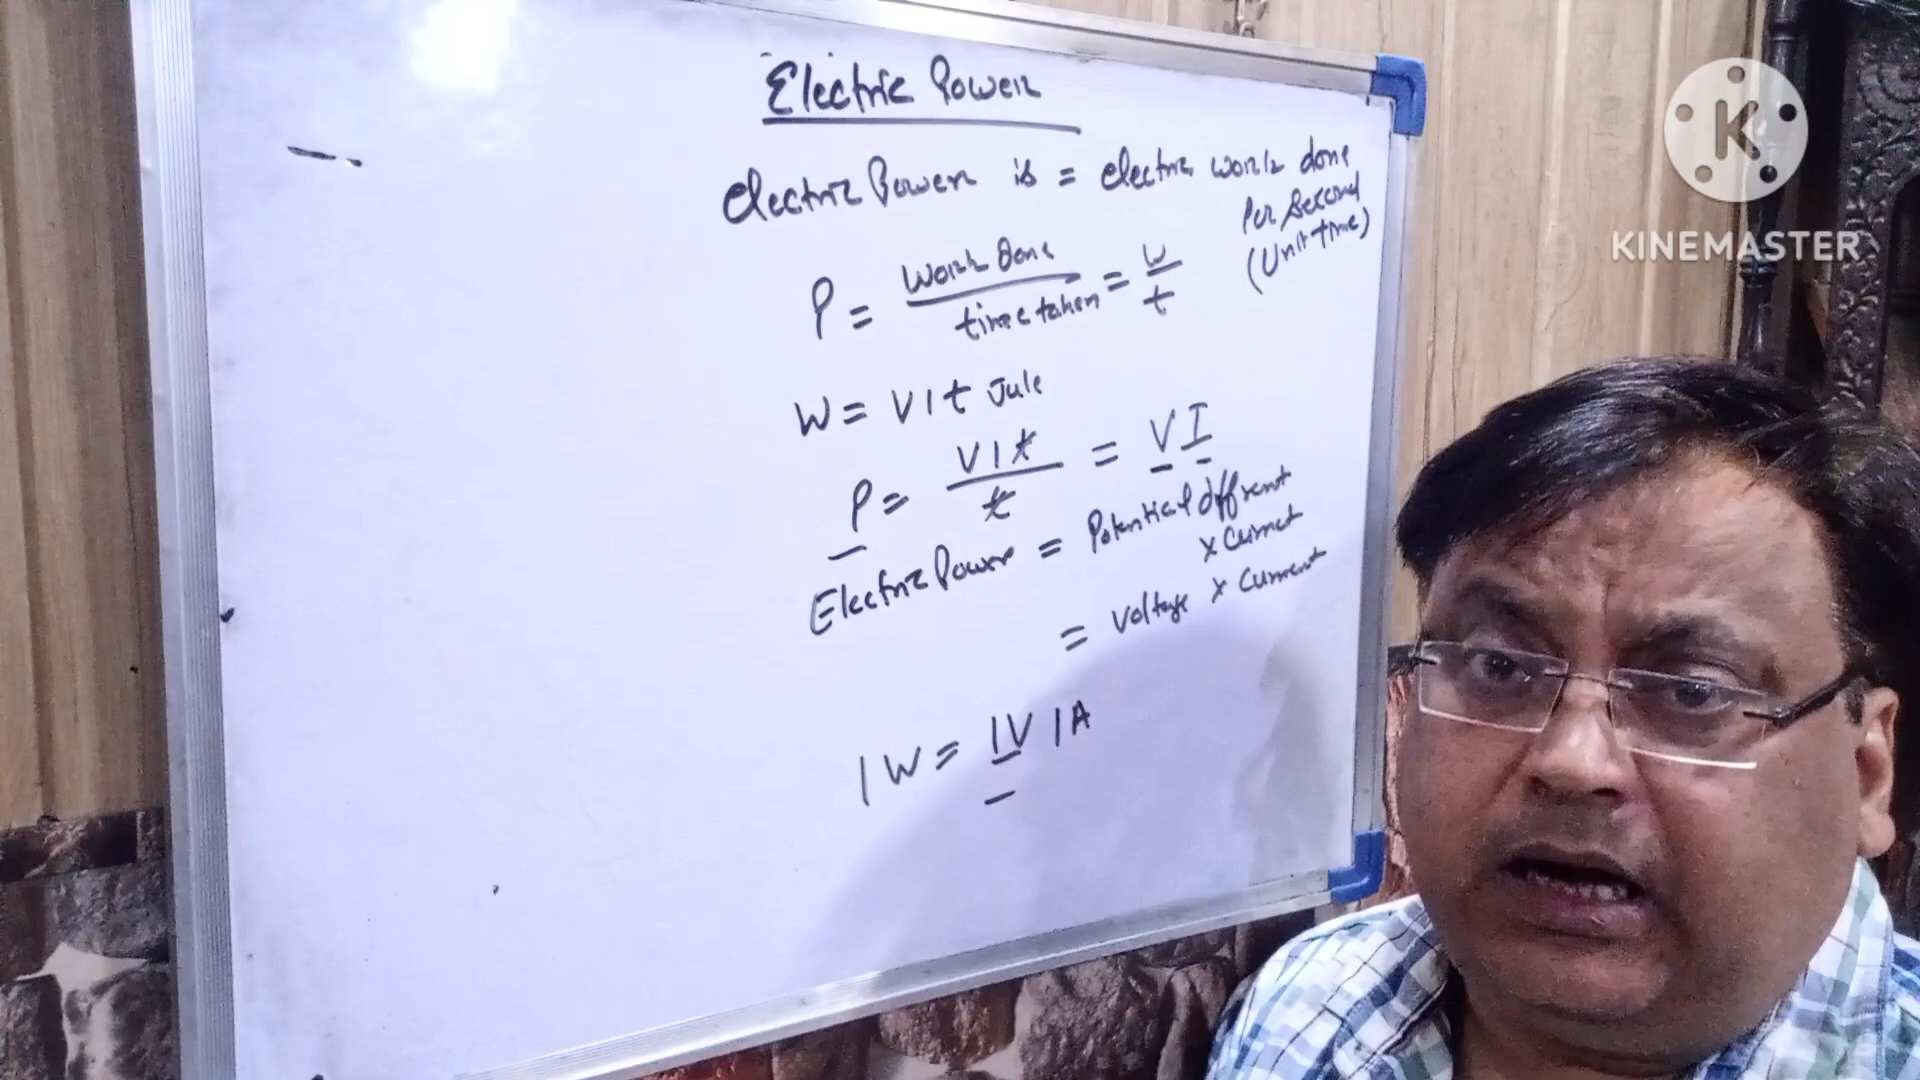 Electric Power
Electric Power is = electric work done
Per Second
(Unit time)
P = Work Done / time taken = W / t
W = VIt Jule
P = VIt / t = VI
Electric Power = Potential diffrent
x Current
= Voltage x Current
1W = 1V 1A
K
KINEMASTER